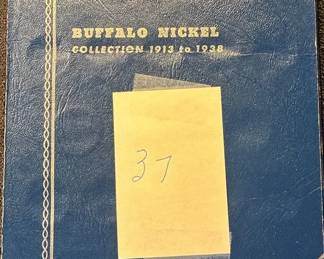 BUFFALO NICKEL
COLLECTION 1913 to 1938
37